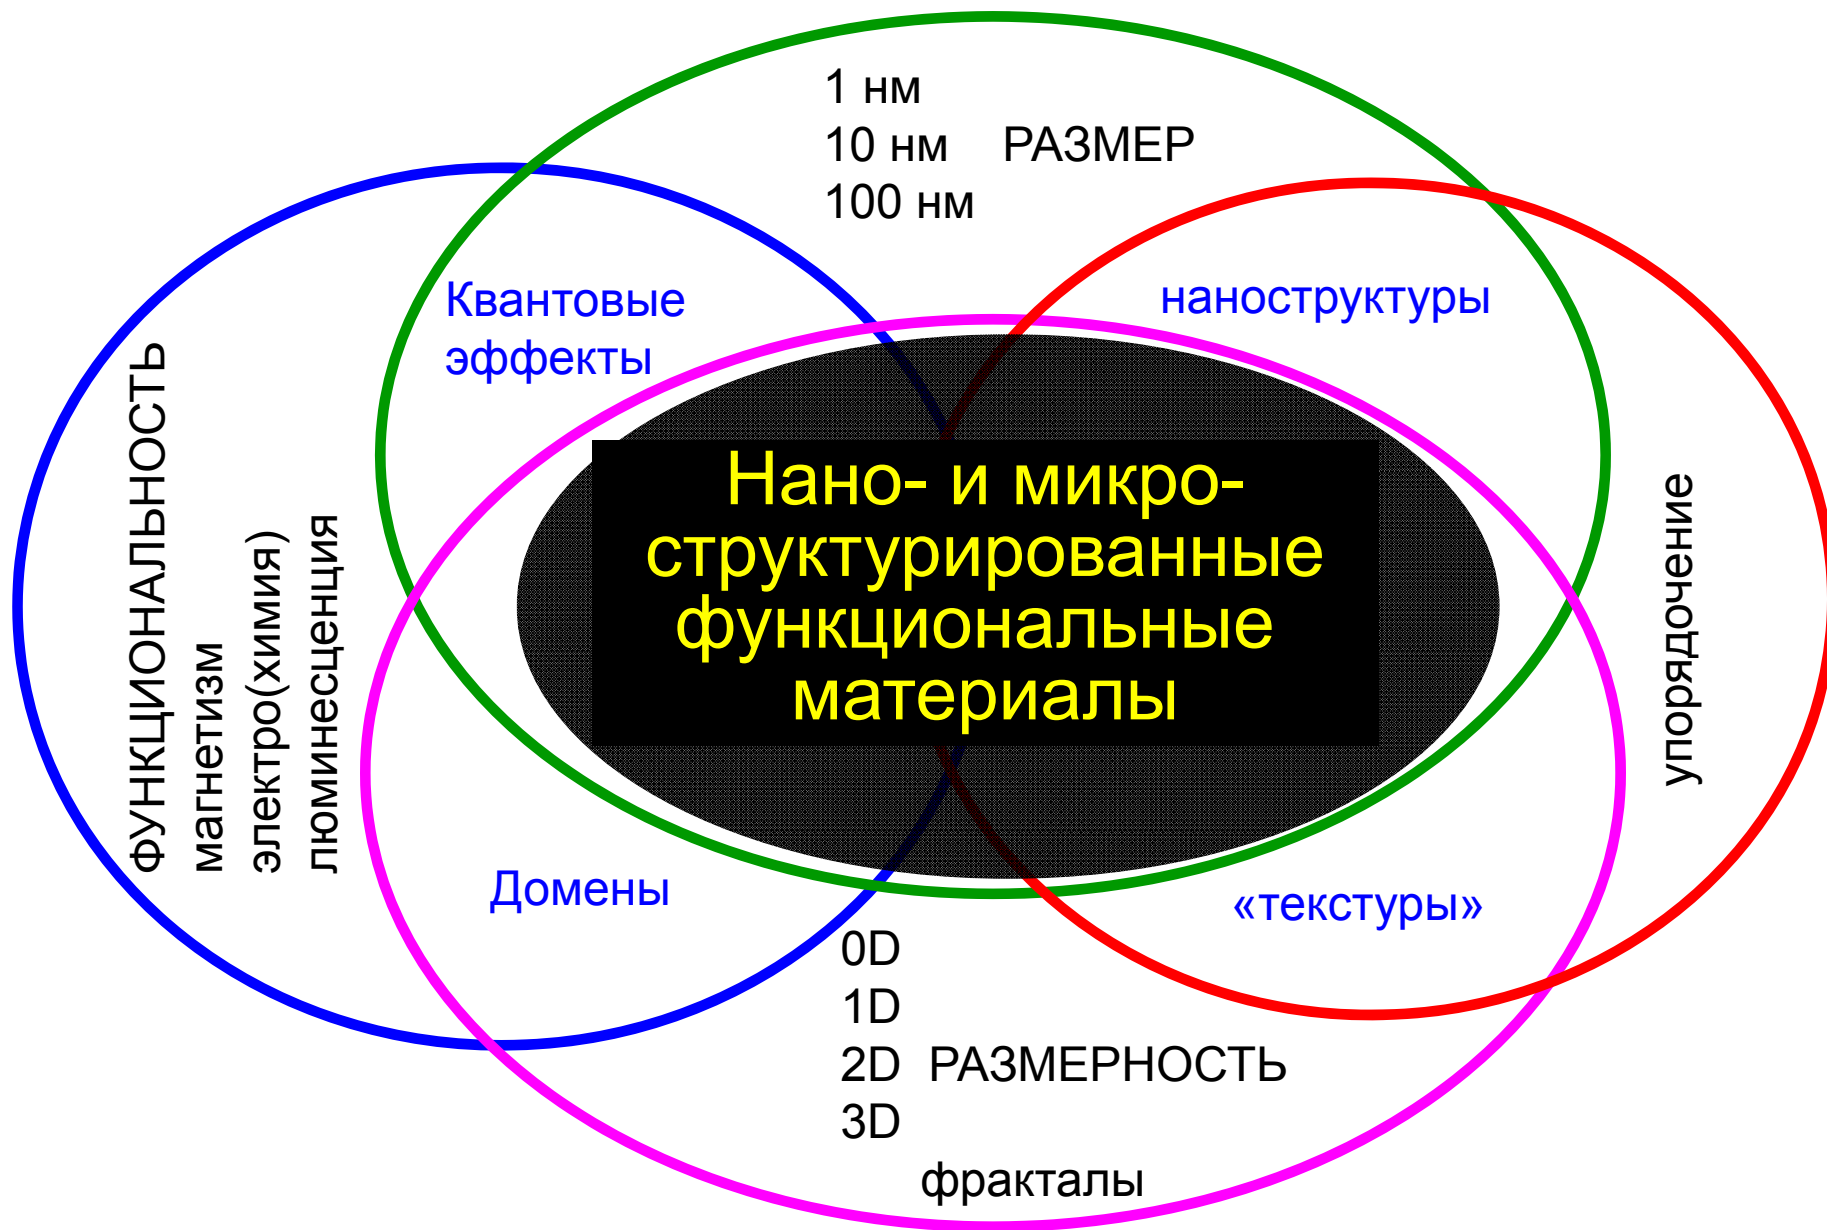 1 нм
10 нм РАЗМЕР
100 нм
Квантовые
эффекты
наноструктуры
ФУНКЦИОНАЛЬНОСТЬ
магнетизм
электро(химия)
люминесценция
Нано- и микро-
структурированные
функциональные
материалы
упорядочение
Домены
«текстуры»
0D
1D
2D РАЗМЕРНОСТЬ
3D
фракталы